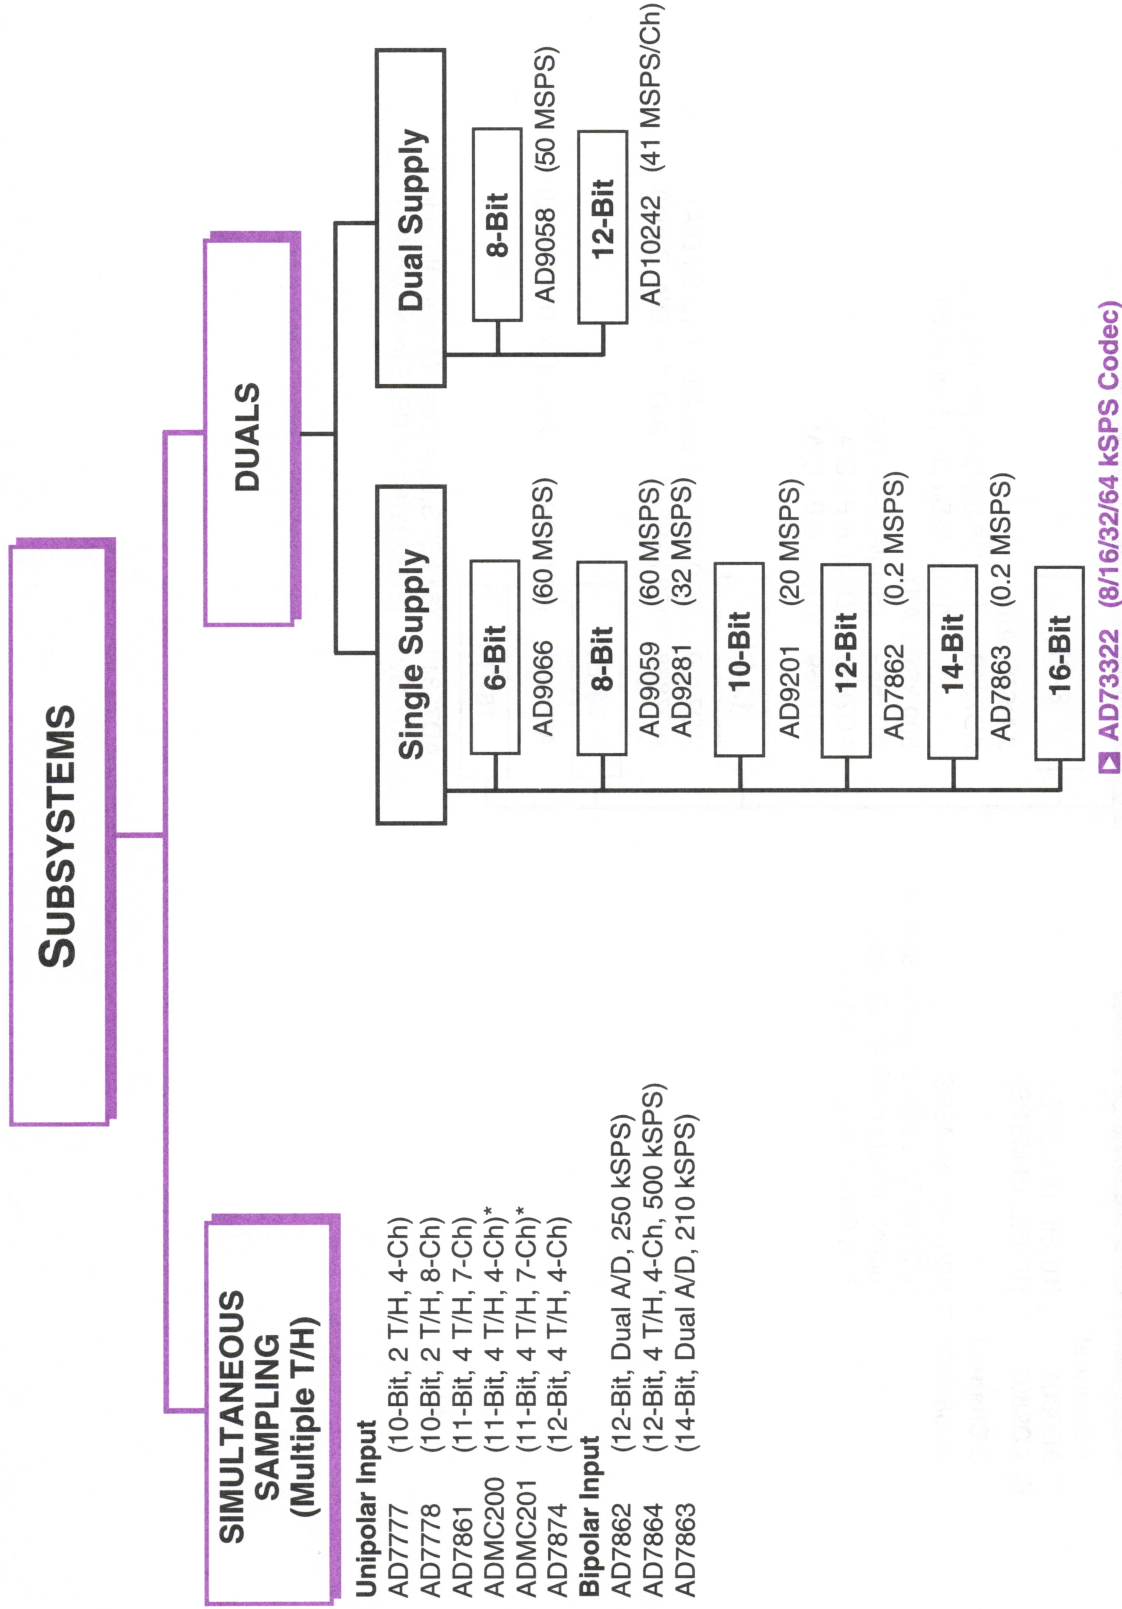 SUBSYSTEMS
SIMULTANEOUS
SAMPLING
(Multiple T/H)
Unipolar Input
AD7777 (10-Bit, 2 T/H, 4-Ch)
AD7778 (10-Bit, 2 T/H, 8-Ch)
AD7861 (11-Bit, 4 T/H, 7-Ch)
ADMC200 (11-Bit, 4 T/H, 4-Ch)*
ADMC201 (11-Bit, 4 T/H, 7-Ch)*
AD7874 (12-Bit, 4 T/H, 4-Ch)
Bipolar Input
AD7862 (12-Bit, Dual A/D, 250 kSPS)
AD7864 (12-Bit, 4 T/H, 4-Ch, 500 kSPS)
AD7863 (14-Bit, Dual A/D, 210 kSPS)
DUALS
Single Supply
6-Bit
AD9066 (60 MSPS)
8-Bit
AD9059 (60 MSPS)
AD9281 (32 MSPS)
10-Bit
AD9201 (20 MSPS)
12-Bit
AD7862 (0.2 MSPS)
14-Bit
AD7863 (0.2 MSPS)
16-Bit
AD73322 (8/16/32/64 kSPS Codec)
Dual Supply
8-Bit
AD9058 (50 MSPS)
12-Bit
AD10242 (41 MSPS/Ch)